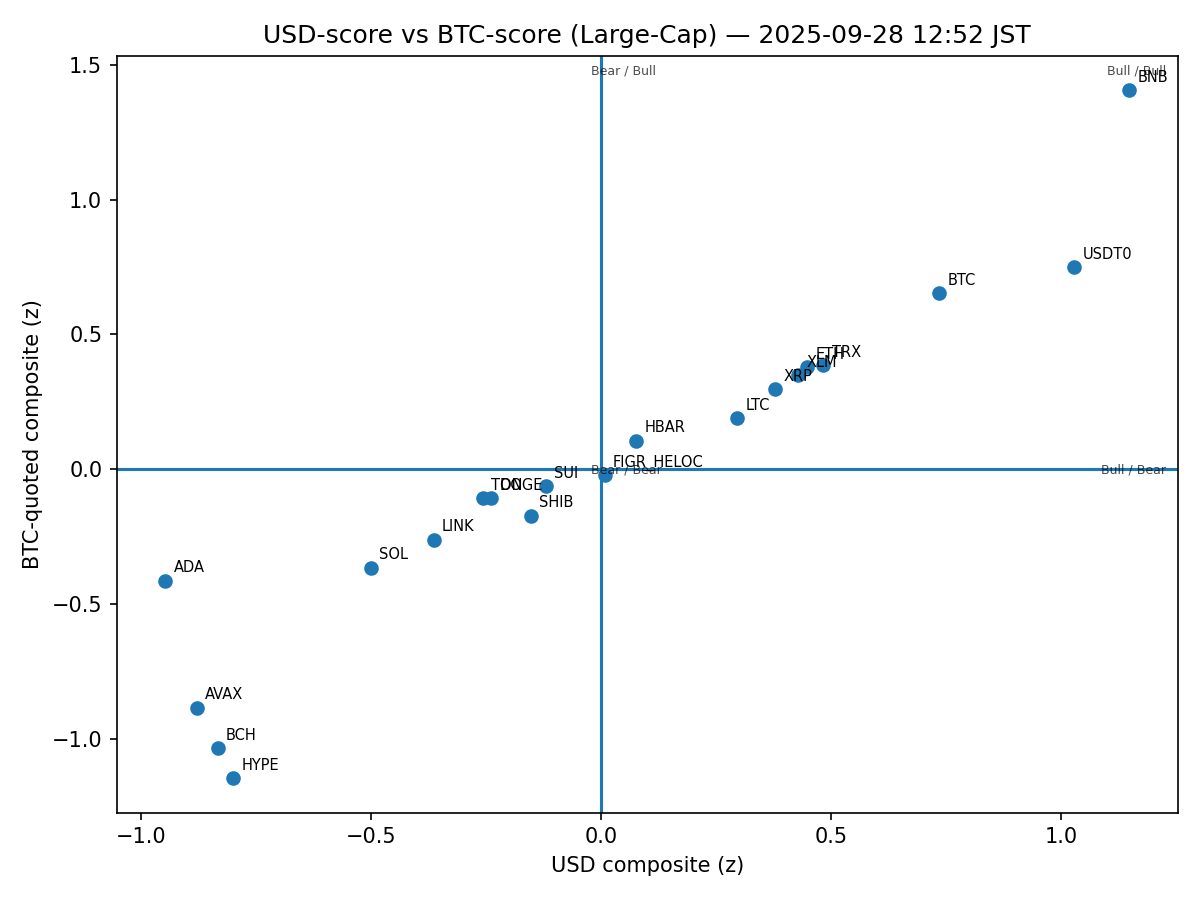 USD-score vs BTC-score (Large-Cap) — 2025-09-28 12:52 JST
1.5
Bear / Bull
Bull / Bull
BNB
1.0
USDT0
BTC
0.5
ETH
TRX
XLM
XRP
LTC
HBAR
0.0
FIGR_HELOC
Bear / Bear
Bull / Bear
SUI
TON
DOGE
SHIB
LINK
SOL
ADA
−0.5
AVAX
BCH
−1.0
HYPE
−1.0
−0.5
0.0
0.5
1.0
USD composite (z)
BTC-quoted composite (z)